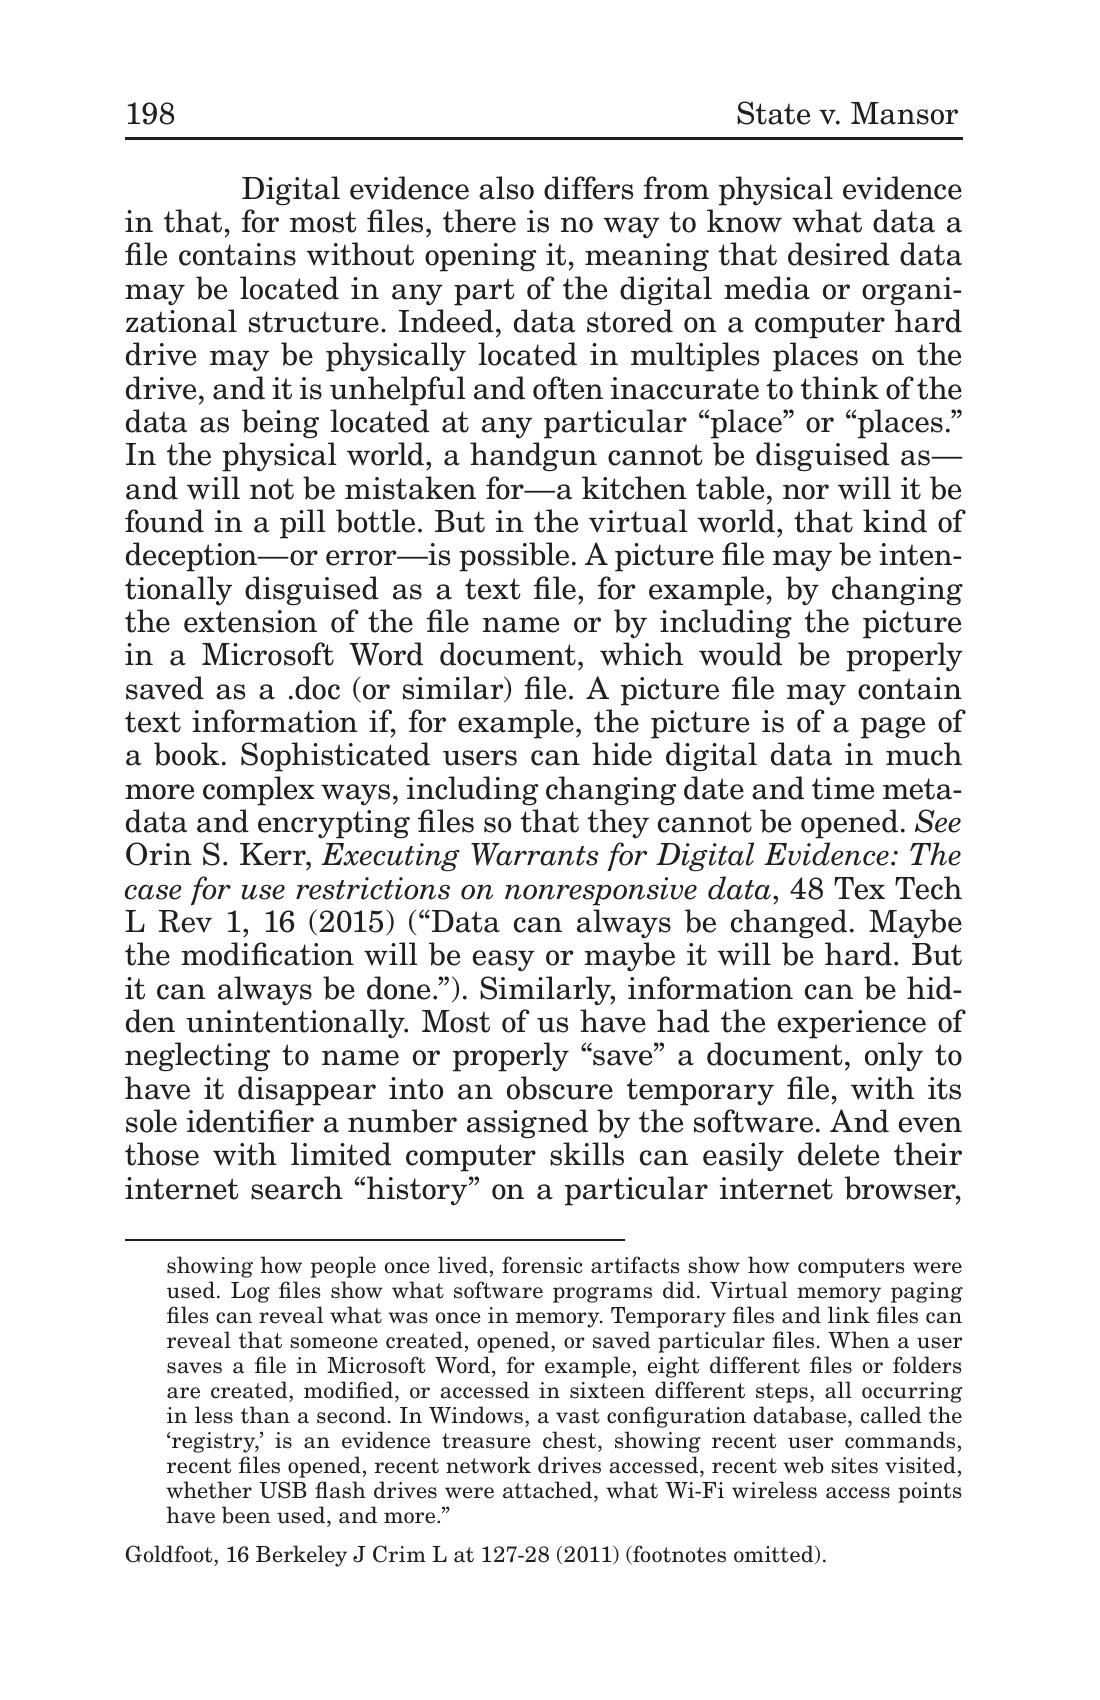 198 State v. Mansor
Digital evidence also differs from physical evidence
in that, for most files, there is no way to know what data a
file contains without opening it, meaning that desired data
may be located in any part of the digital media or organi-
zational structure. Indeed, data stored on a computer hard
drive may be physically located in multiples places on the
drive, and it is unhelpful and often inaccurate to think of the
data as being located at any particular “place” or “places.”
In the physical world, a handgun cannot be disguised as—
and will not be mistaken for—a kitchen table, nor will it be
found in a pill bottle. But in the virtual world, that kind of
deception—or error—is possible. A picture file may be inten-
tionally disguised as a text file, for example, by changing
the extension of the file name or by including the picture
in a Microsoft Word document, which would be properly
saved as a .doc (or similar) file. A picture file may contain
text information if, for example, the picture is of a page of
a book. Sophisticated users can hide digital data in much
more complex ways, including changing date and time meta-
data and encrypting files so that they cannot be opened. See
Orin S. Kerr, Executing Warrants for Digital Evidence: The
case for use restrictions on nonresponsive data, 48 Tex Tech
L Rev 1, 16 (2015) (“Data can always be changed. Maybe
the modification will be easy or maybe it will be hard. But
it can always be done.”). Similarly, information can be hid-
den unintentionally. Most of us have had the experience of
neglecting to name or properly “save” a document, only to
have it disappear into an obscure temporary file, with its
sole identifier a number assigned by the software. And even
those with limited computer skills can easily delete their
internet search “history” on a particular internet browser,
showing how people once lived, forensic artifacts show how computers were
used. Log files show what software programs did. Virtual memory paging
files can reveal what was once in memory. Temporary files and link files can
reveal that someone created, opened, or saved particular files. When a user
saves a file in Microsoft Word, for example, eight different files or folders
are created, modified, or accessed in sixteen different steps, all occurring
in less than a second. In Windows, a vast configuration database, called the
‘registry,’ is an evidence treasure chest, showing recent user commands,
recent files opened, recent network drives accessed, recent web sites visited,
whether USB flash drives were attached, what Wi-Fi wireless access points
have been used, and more.”
Goldfoot, 16 Berkeley J Crim L at 127-28 (2011) (footnotes omitted).